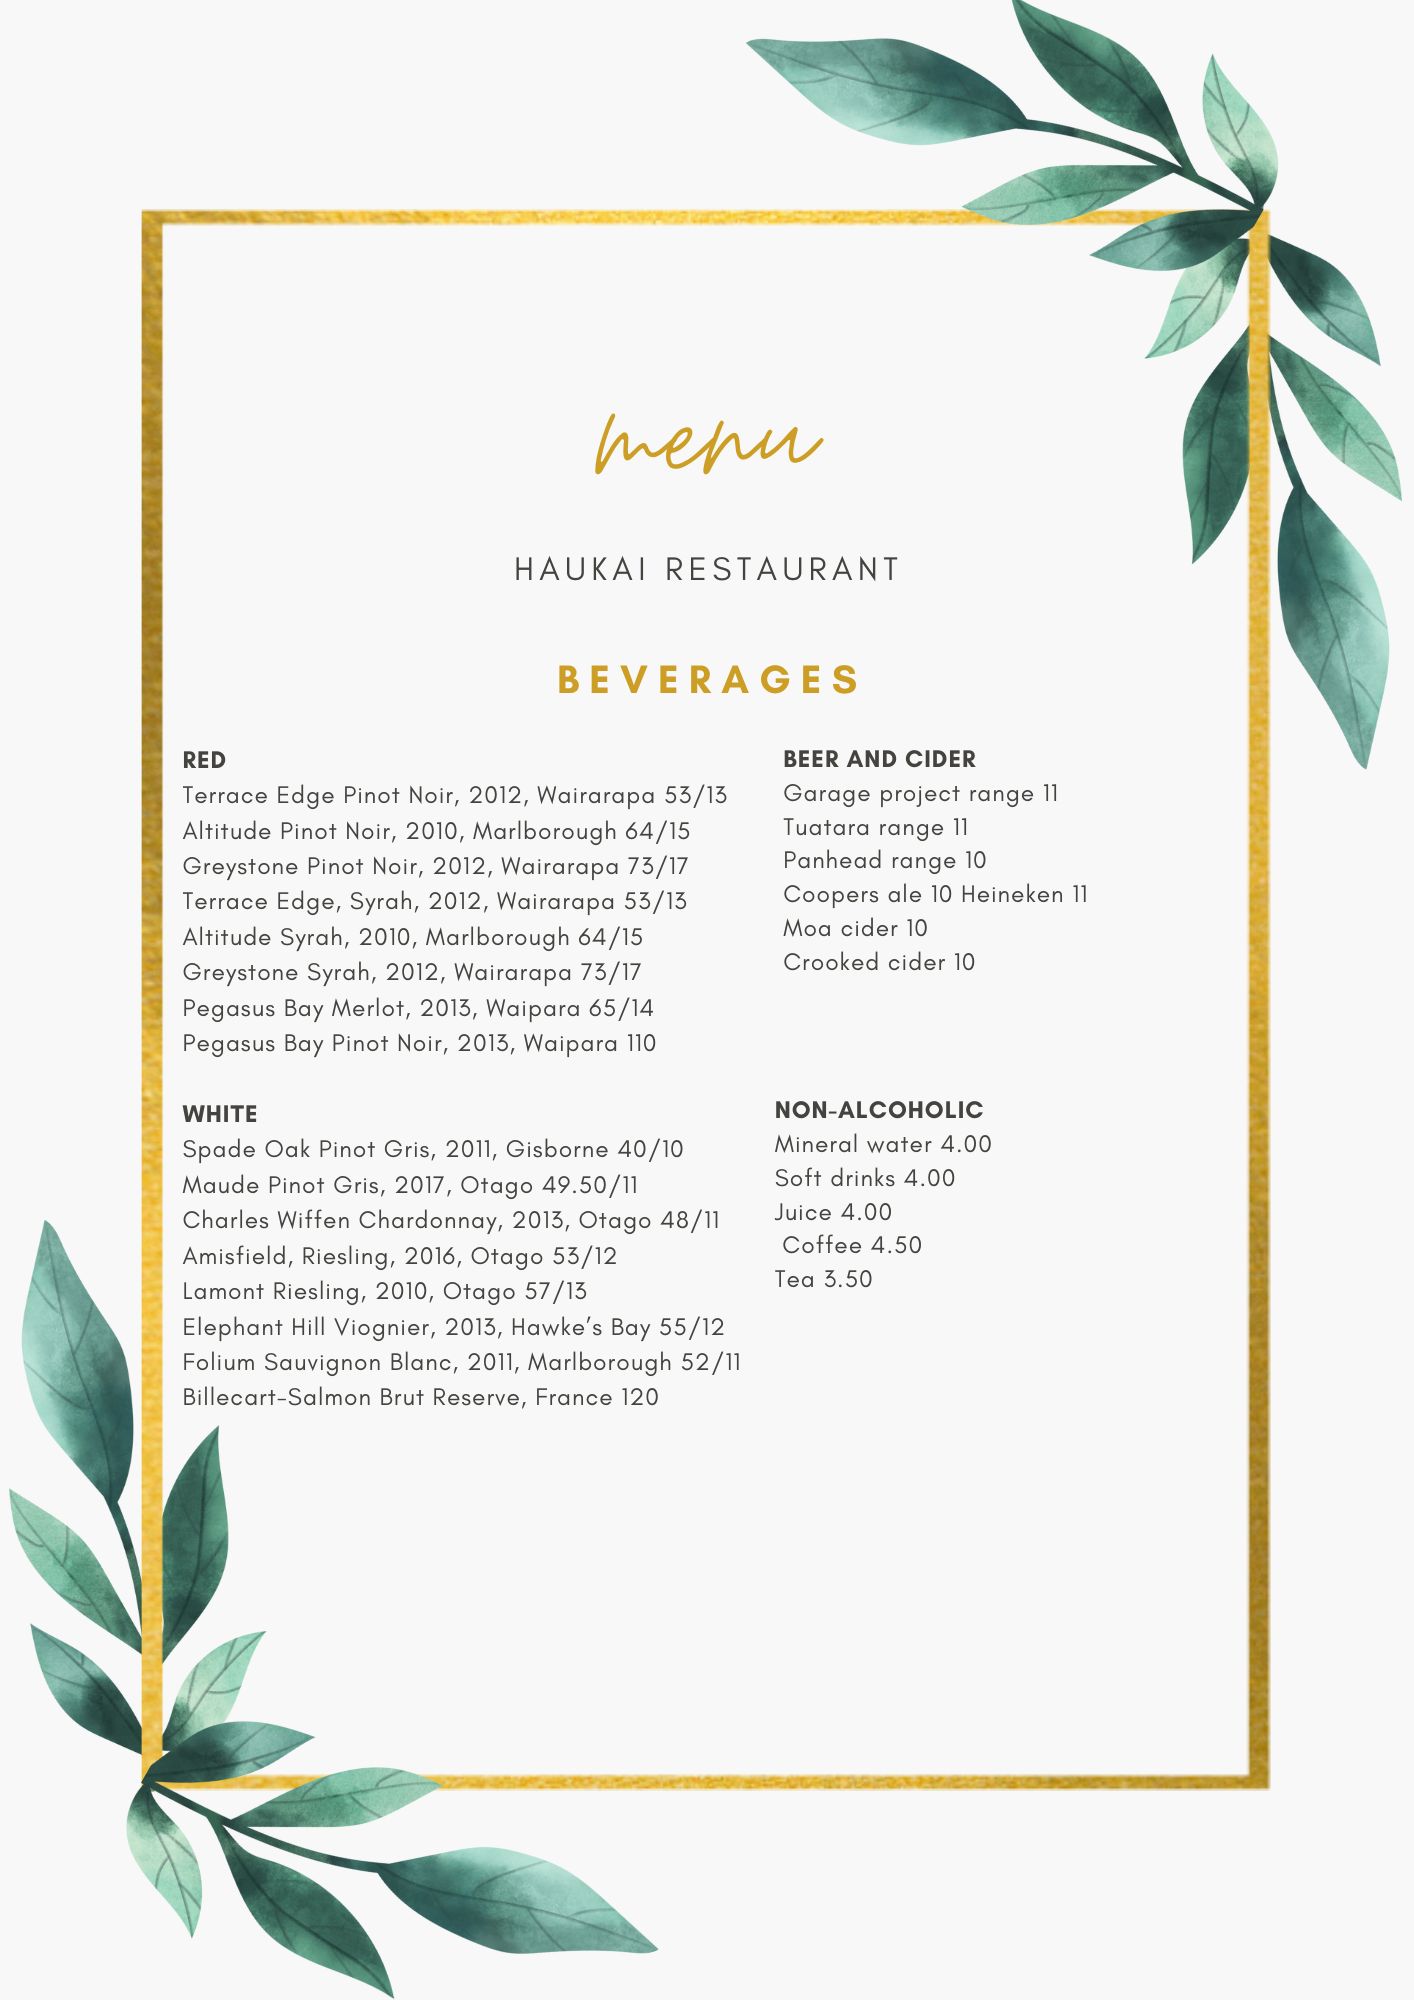 menu
HAUKAI RESTAURANT
BEVERAGES
RED
Terrace Edge Pinot Noir, 2012, Wairarapa 53/13
Altitude Pinot Noir, 2010, Marlborough 64/15
Greystone Pinot Noir, 2012, Wairarapa 73/17
Terrace Edge, Syrah, 2012, Wairarapa 53/13
Altitude Syrah, 2010, Marlborough 64/15
Greystone Syrah, 2012, Wairarapa 73/17
Pegasus Bay Merlot, 2013, Waipara 65/14
Pegasus Bay Pinot Noir, 2013, Waipara 110
WHITE
Spade Oak Pinot Gris, 2011, Gisborne 40/10
Maude Pinot Gris, 2017, Otago 49.50/11
Charles Wiffen Chardonnay, 2013, Otago 48/11
Amisfield, Riesling, 2016, Otago 53/12
Lamont Riesling, 2010, Otago 57/13
Elephant Hill Viognier, 2013, Hawke’s Bay 55/12
Folium Sauvignon Blanc, 2011, Marlborough 52/11
Billecart-Salmon Brut Reserve, France 120
BEER AND CIDER
Garage project range 11
Tuatara range 11
Panhead range 10
Coopers ale 10 Heineken 11
Moa cider 10
Crooked cider 10
NON-ALCOHOLIC
Mineral water 4.00
Soft drinks 4.00
Juice 4.00
Coffee 4.50
Tea 3.50